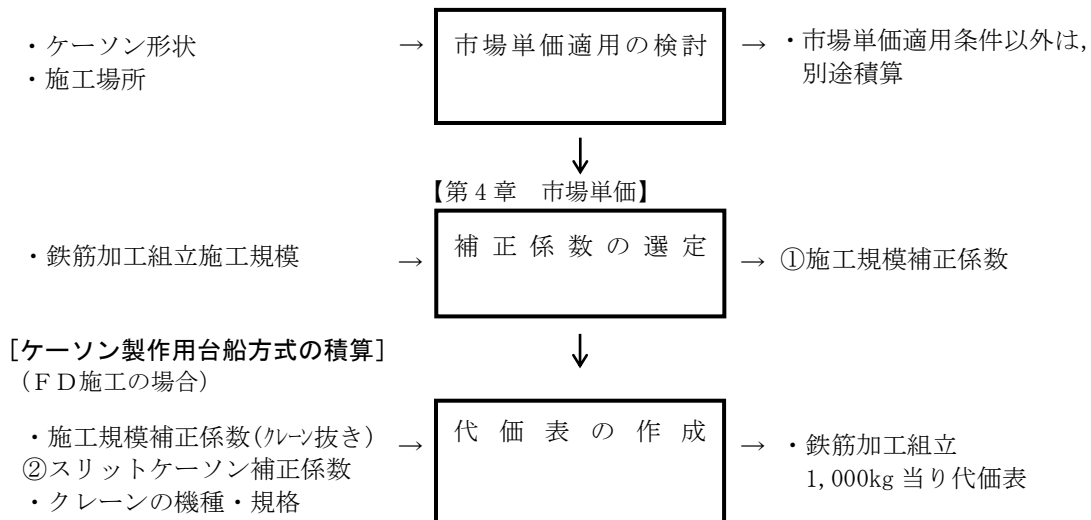 ・ケーソン形状 → 市場単価適用の検討 → ・市場単価適用条件以外は,
・施工場所 別途積算
↓
【第4章 市場単価】
・鉄筋加工組立施工規模 → 補正係数の選定 → ①施工規模補正係数
↓
[ケーソン製作用台船方式の積算]
(FD施工の場合)
・施工規模補正係数(クレーン抜き) → 代価表の作成 → ・鉄筋加工組立
②スリットケーソン補正係数 1,000kg 当り代価表
・クレーンの機種・規格